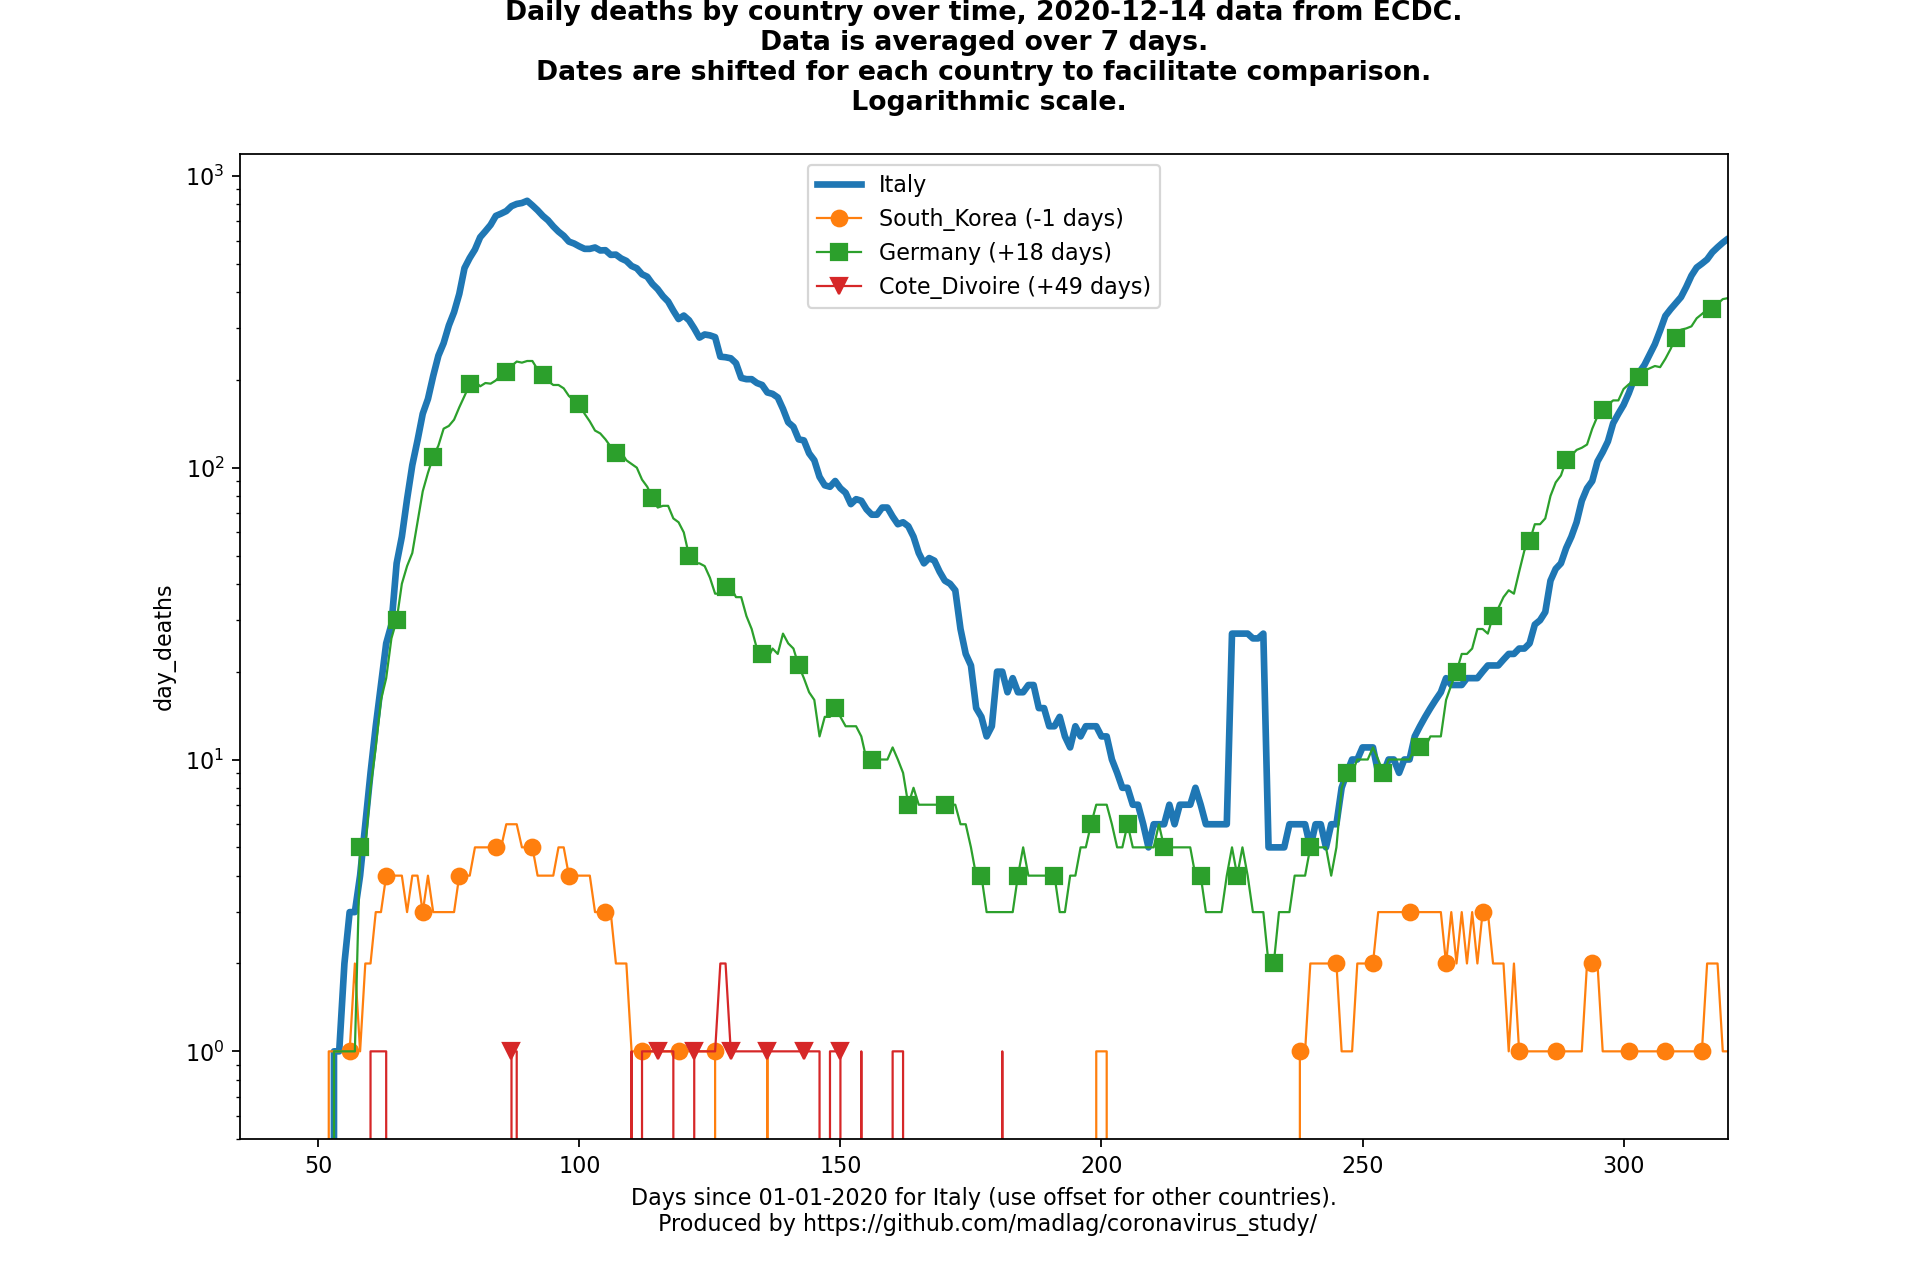 Daily deaths by country over time, 2020-12-14 data from ECDC.
Data is averaged over 7 days.
Dates are shifted for each country to facilitate comparison.
Logarithmic scale.
Italy
South_Korea (-1 days)
Germany (+18 days)
Cote_Divoire (+49 days)
day_deaths
10³
10²
10¹
10⁰
50 100 150 200 250 300
Days since 01-01-2020 for Italy (use offset for other countries).
Produced by https://github.com/madlag/coronavirus_study/